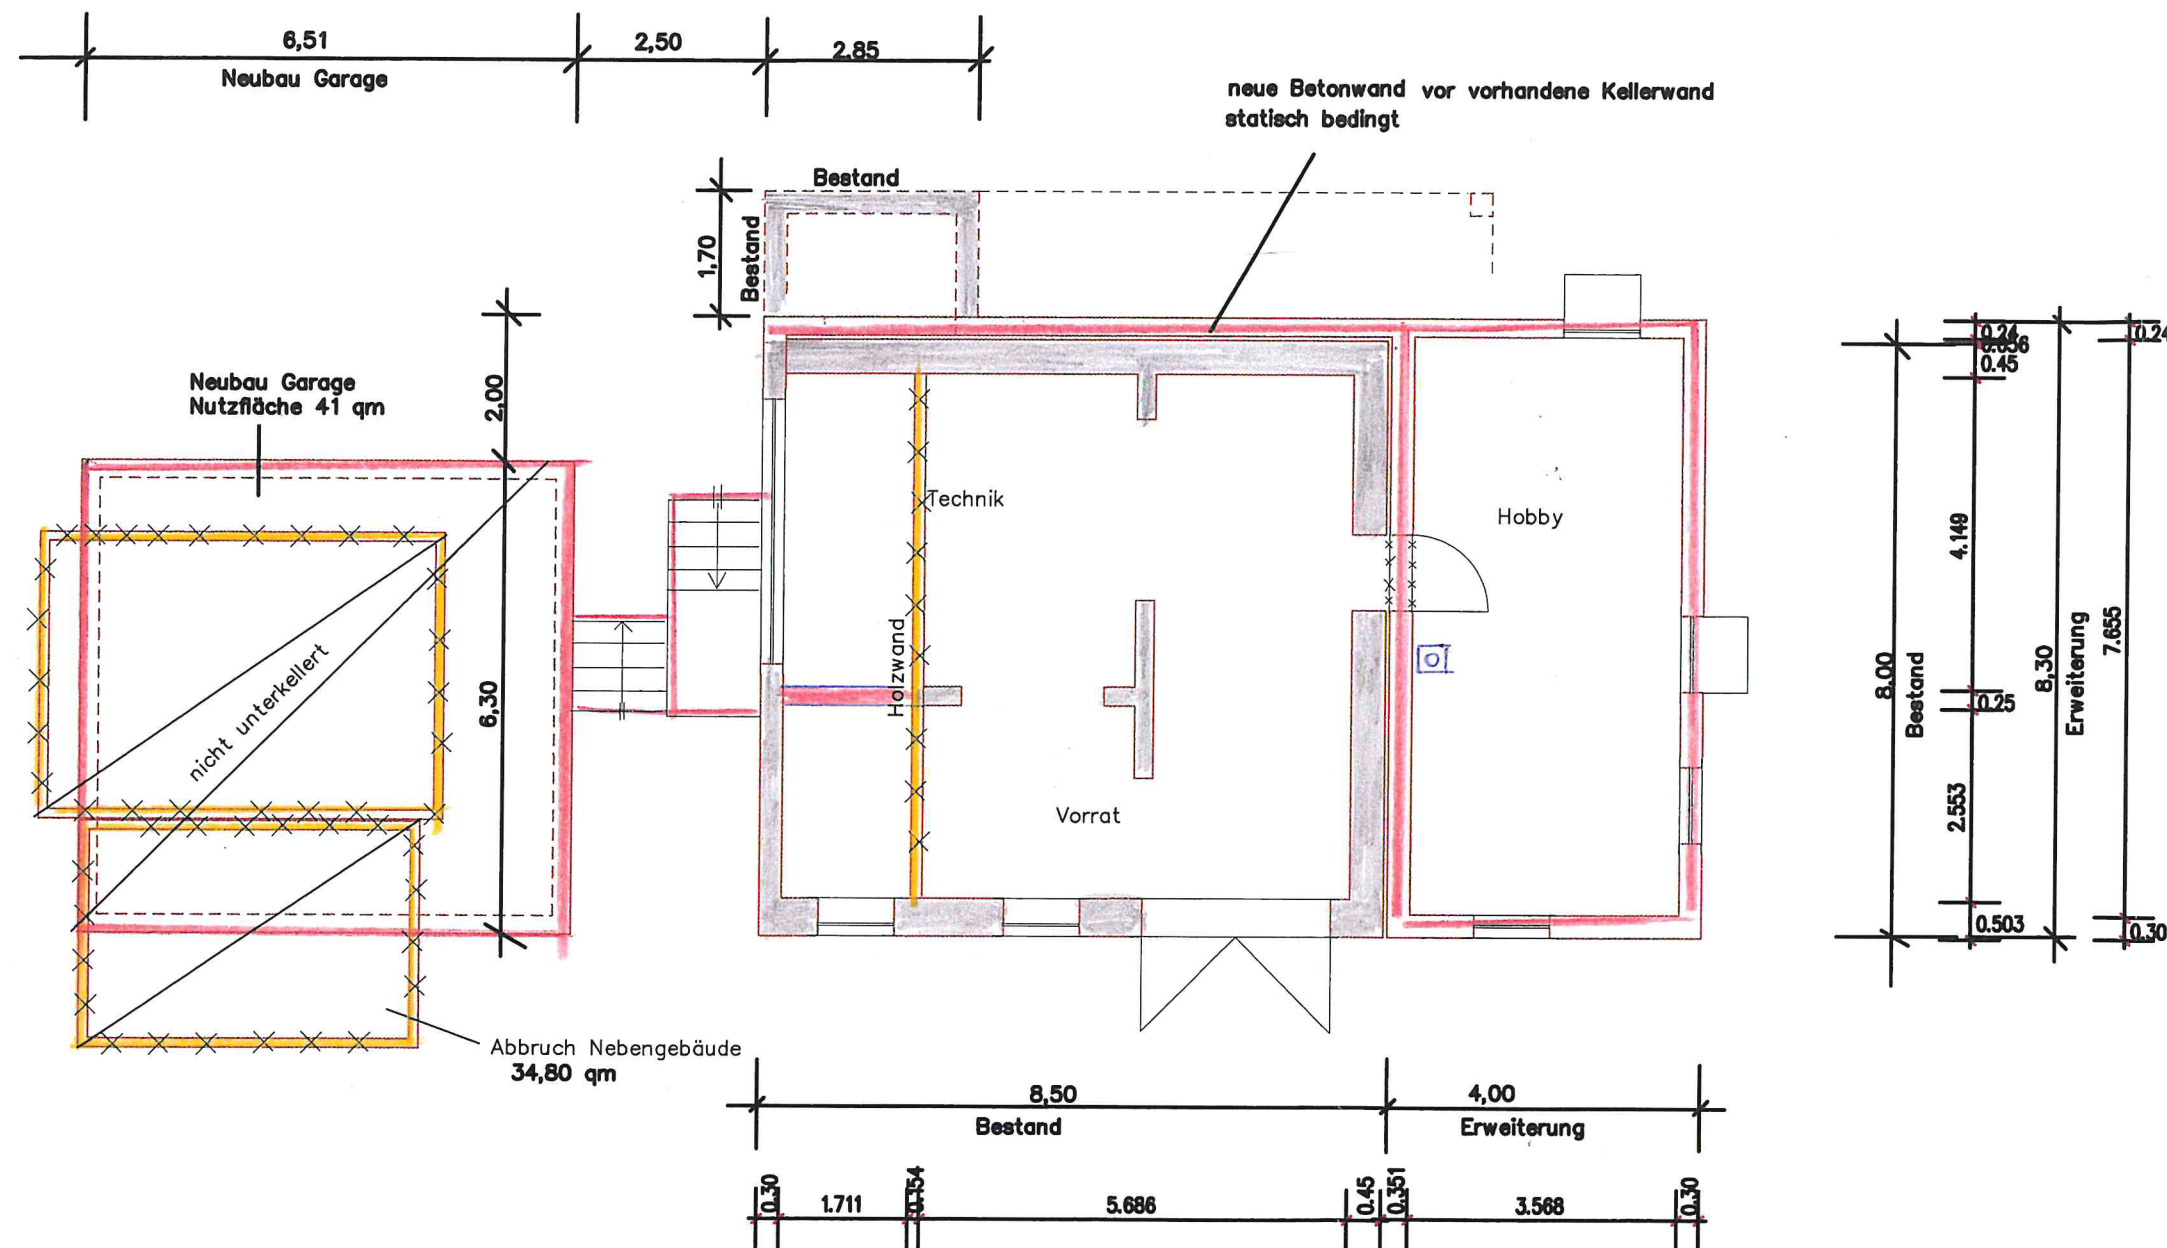 6,51
2,50
2,85
Neubau Garage
neue Betonwand vor vorhandene Kellerwand
statisch bedingt
Bestand
Bestand
1,70
2,00
Neubau Garage
Nutzfläche 41 qm
Technik
Hobby
Holzwand
nicht unterkellert
6,30
Vorrat
Abbruch Nebengebäude
34,80 qm
0.24
0.45
4.149
0.25
2.553
0.503
8,00
Bestand
8,30
Erweiterung
0.24
7.655
0.30
8,50
Bestand
4,00
Erweiterung
0.30
1.711
5.686
0.45
0.351
3.568
0.30